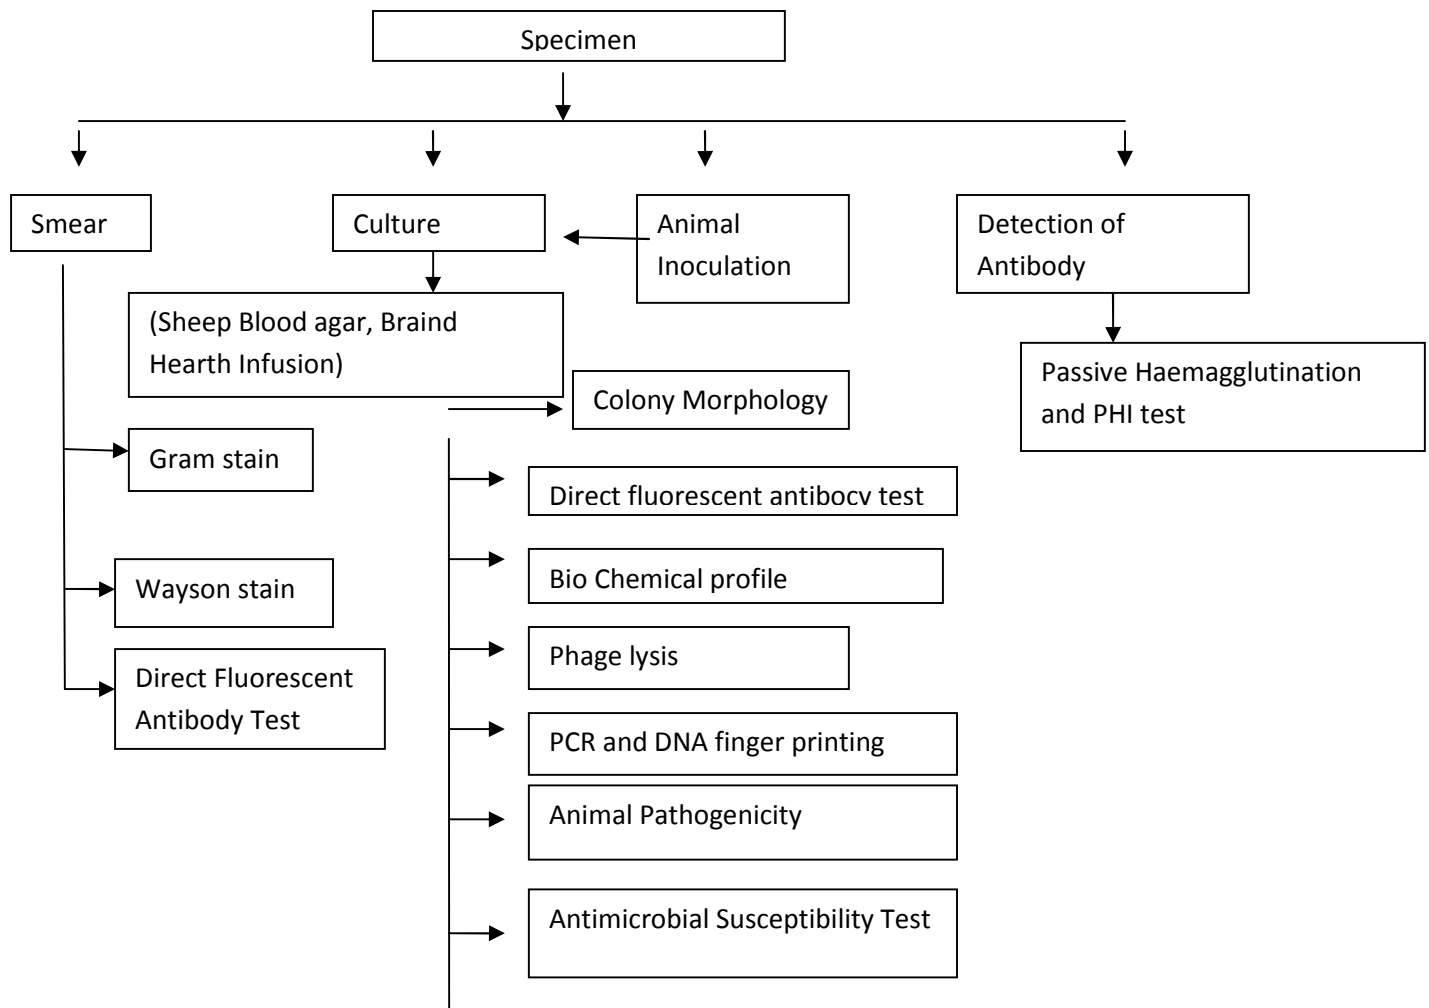 Specimen
Smear
Culture
Animal
Inoculation
Detection of
Antibody
(Sheep Blood agar, Braind
Hearth Infusion)
Passive Haemagglutination
and PHI test
Colony Morphology
Gram stain
Direct fluorescent antibocy test
Wayson stain
Bio Chemical profile
Direct Fluorescent
Antibody Test
Phage lysis
PCR and DNA finger printing
Animal Pathogenicity
Antimicrobial Susceptibility Test